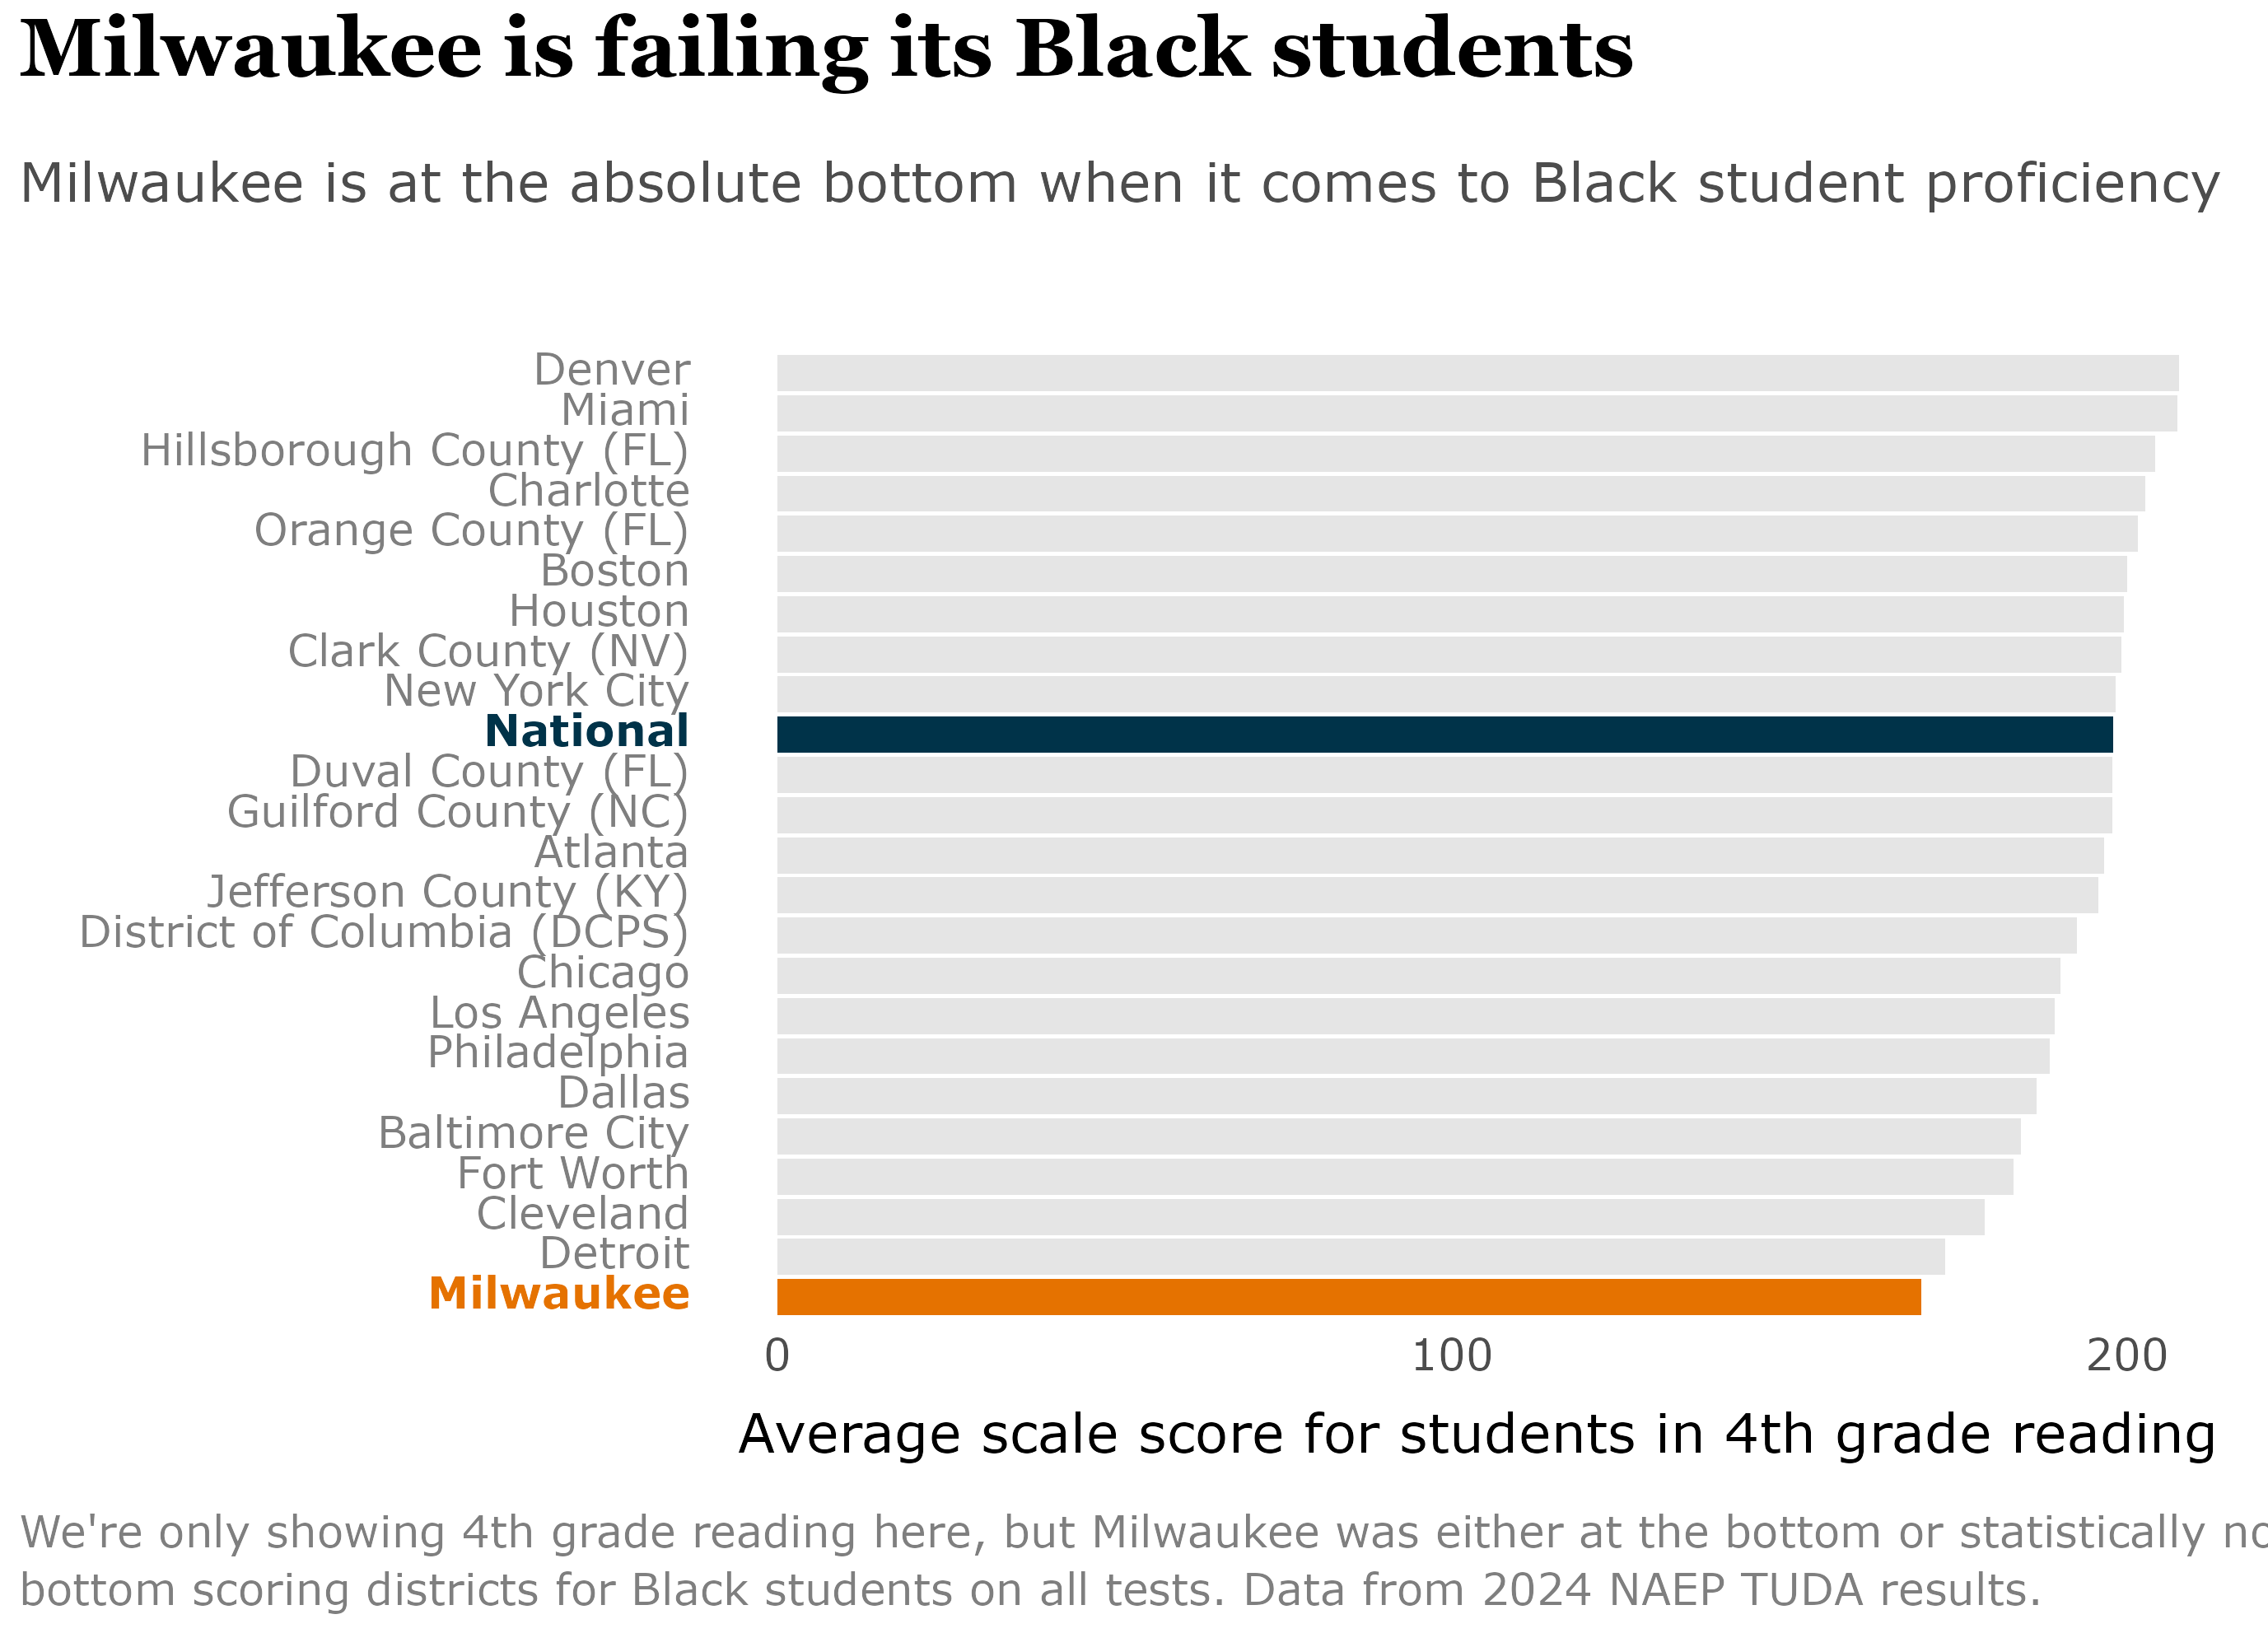 Milwaukee is failing its Black students
Milwaukee is at the absolute bottom when it comes to Black student proficiency
Denver
Miami
Hillsborough County (FL)
Charlotte
Orange County (FL)
Boston
Houston
Clark County (NV)
New York City
National
Duval County (FL)
Guilford County (NC)
Atlanta
Jefferson County (KY)
District of Columbia (DCPS)
Chicago
Los Angeles
Philadelphia
Dallas
Baltimore City
Fort Worth
Cleveland
Detroit
Milwaukee
0 100 200
Average scale score for students in 4th grade reading
We're only showing 4th grade reading here, but Milwaukee was either at the bottom or statistically
bottom scoring districts for Black students on all tests. Data from 2024 NAEP TUDA results.